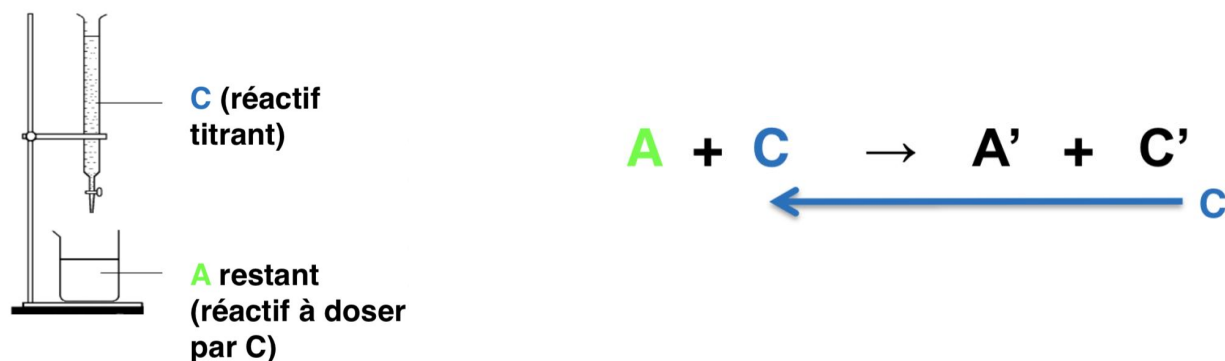 C (réactif
titrant)
A restant
(réactif à doser
par C)
A + C → A’ + C’
C